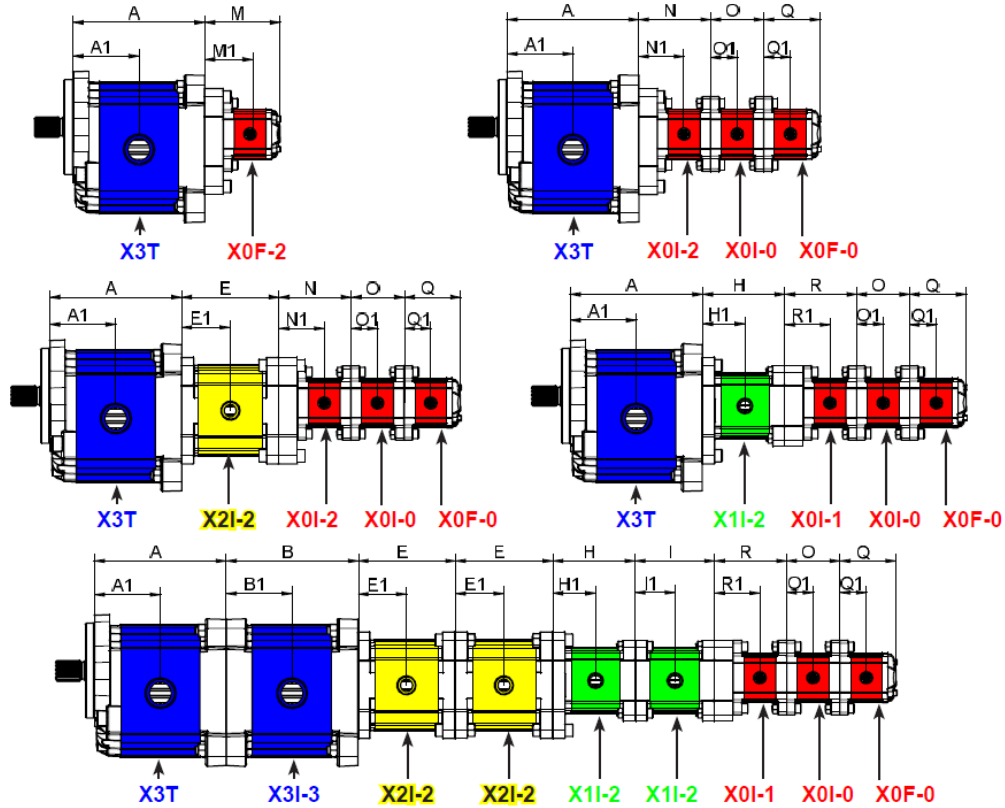 A M
A1 M1
X3T X0F-2
A N O Q
A1 N1 O1 Q1
X3T X0I-2 X0I-0 X0F-0
A E N O Q
A1 E1 N1 O1 Q1
X3T X2I-2 X0I-2 X0I-0 X0F-0
A H R O Q
A1 H1 R1 O1 Q1
X3T X1I-2 X0I-1 X0I-0 X0F-0
A B E E H I R O Q
A1 B1 E1 E1 H1 I1 R1 O1 Q1
X3T X3I-3 X2I-2 X2I-2 X1I-2 X1I-2 X0I-1 X0I-0 X0F-0